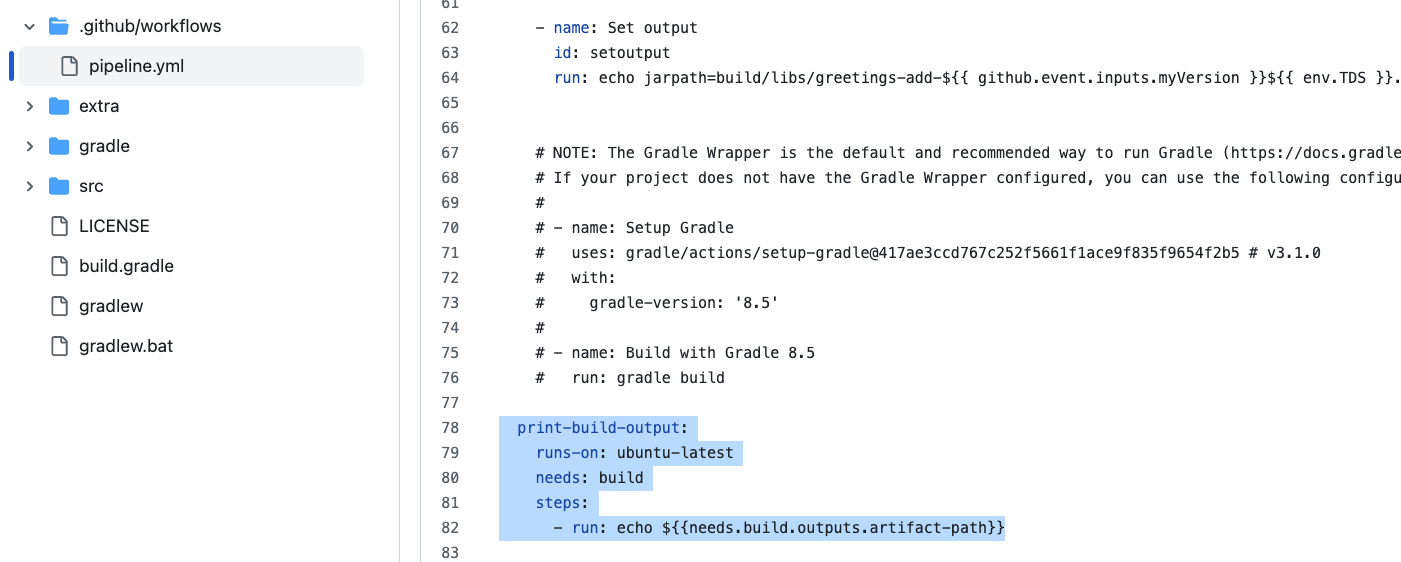 .github/workflows
pipeline.yml
extra
gradle
src
LICENSE
build.gradle
gradlew
gradlew.bat
61
62 - name: Set output
63 id: setoutput
64 run: echo jarpath=build/libs/greetings-add-${{ github.event.inputs.myVersion }}${{ env.TDS }}.
65
66
67 # NOTE: The Gradle Wrapper is the default and recommended way to run Gradle (https://docs.gradle
68 # If your project does not have the Gradle Wrapper configured, you can use the following configu
69 #
70 # - name: Setup Gradle
71 # uses: gradle/actions/setup-gradle@417ae3ccd767c252f5661f1ace9f835f9654f2b5 # v3.1.0
72 # with:
73 # gradle-version: '8.5'
74 #
75 # - name: Build with Gradle 8.5
76 # run: gradle build
77
78 print-build-output:
79 runs-on: ubuntu-latest
80 needs: build
81 steps:
82 - run: echo ${{needs.build.outputs.artifact-path}}
83